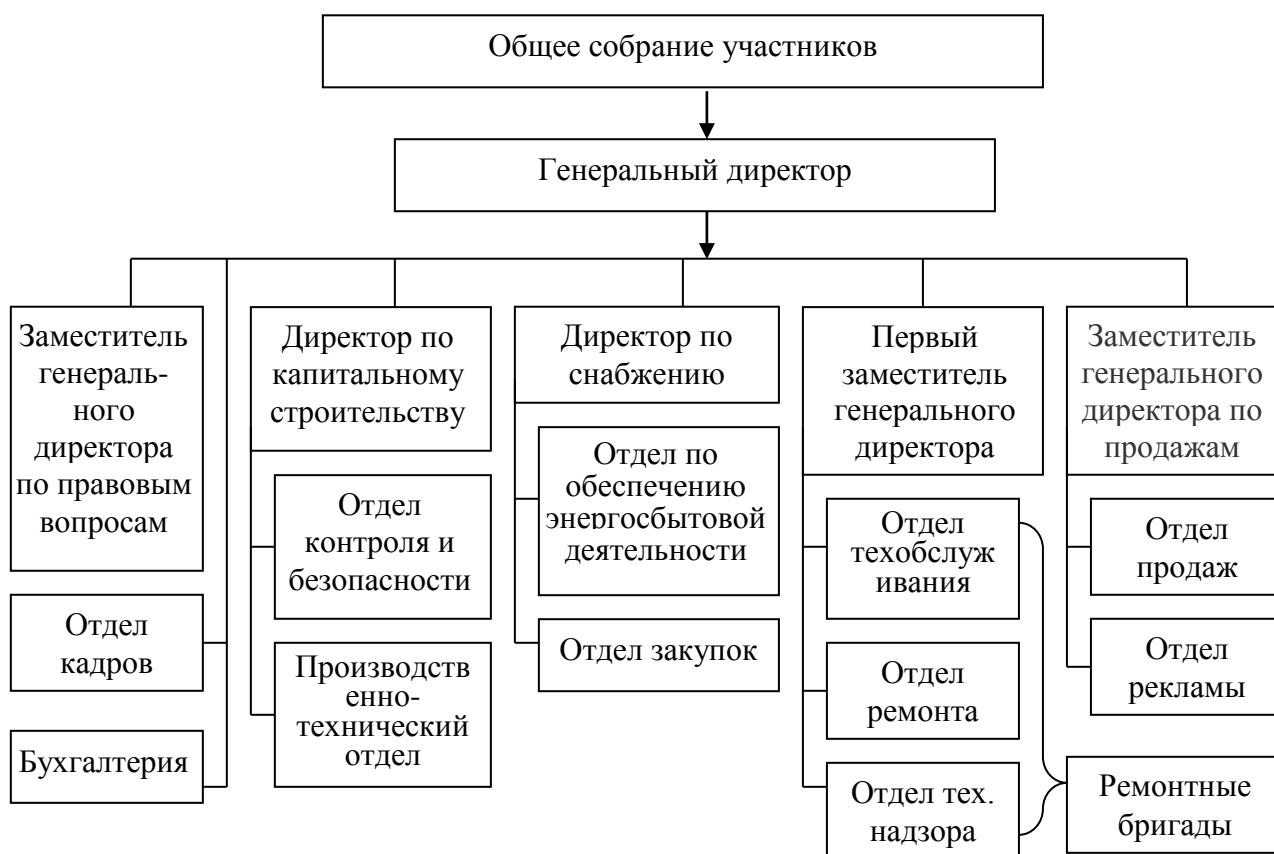 Общее собрание участников
Генеральный директор
Заместитель
генераль-
ного
директора
по правовым
вопросам
Директор по
капитальному
строительству
Директор по
снабжению
Первый
заместитель
генерального
директора
Заместитель
генерального
директора по
продажам
Отдел
кадров
Бухгалтерия
Отдел
контроля и
безопасности
Производств
енно-
технический
отдел
Отдел по
обеспечению
энергосбытовой
деятельности
Отдел закупок
Отдел
техобслуж
ивания
Отдел
ремонта
Отдел тех.
надзора
Отдел
продаж
Отдел
рекламы
Ремонтные
бригады